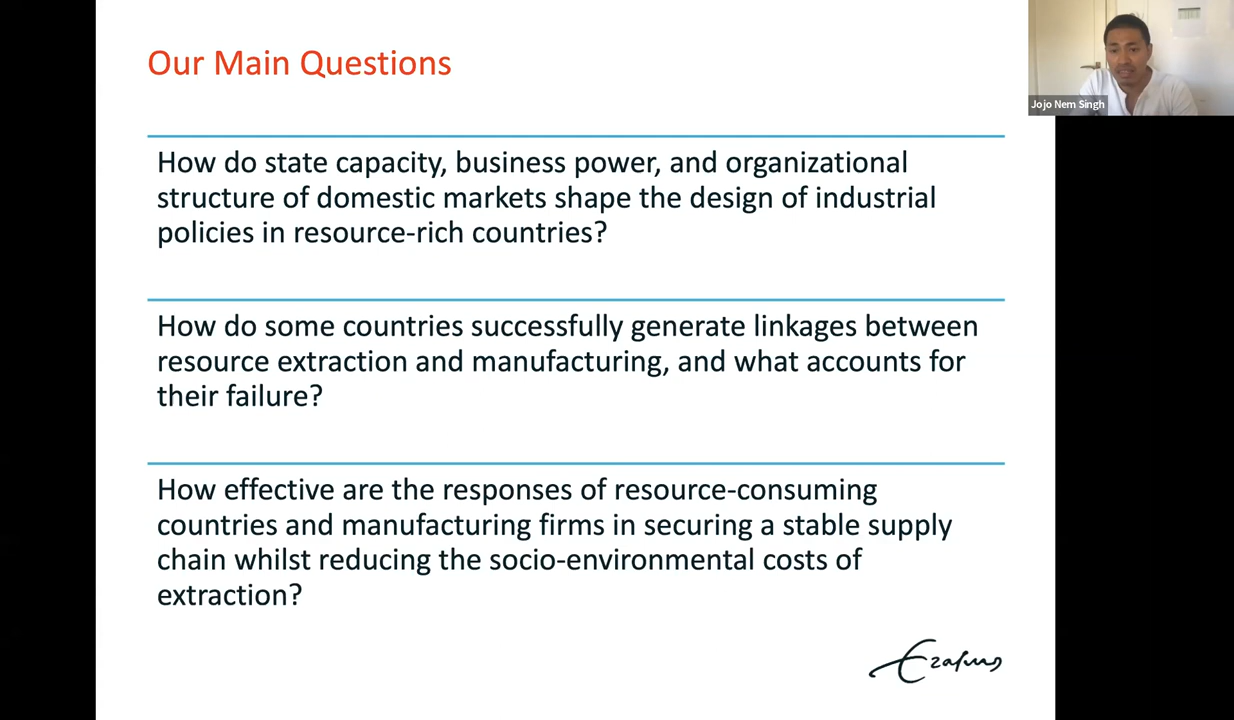 Our Main Questions
Jojo Nem Singh
How do state capacity, business power, and organizational
structure of domestic markets shape the design of industrial
policies in resource-rich countries?
How do some countries successfully generate linkages between
resource extraction and manufacturing, and what accounts for
their failure?
How effective are the responses of resource-consuming
countries and manufacturing firms in securing a stable supply
chain whilst reducing the socio-environmental costs of
extraction?
Erasmus